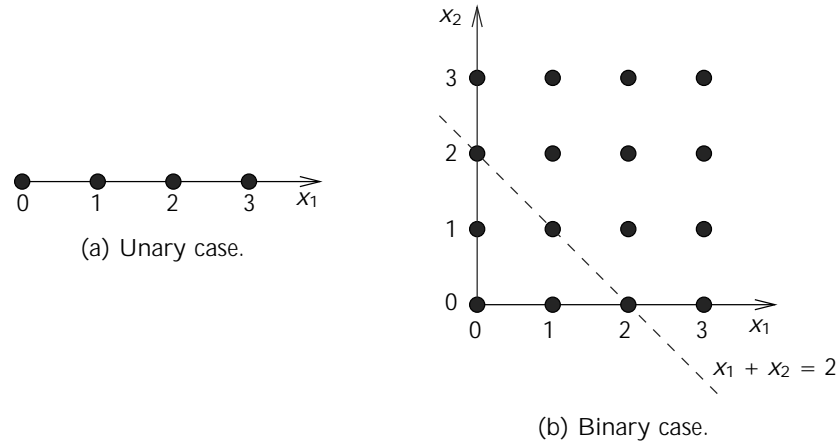 0 1 2 3 x₁
(a) Unary case.
x₂
3
2
1
0
0 1 2 3 x₁
x₁ + x₂ = 2
(b) Binary case.